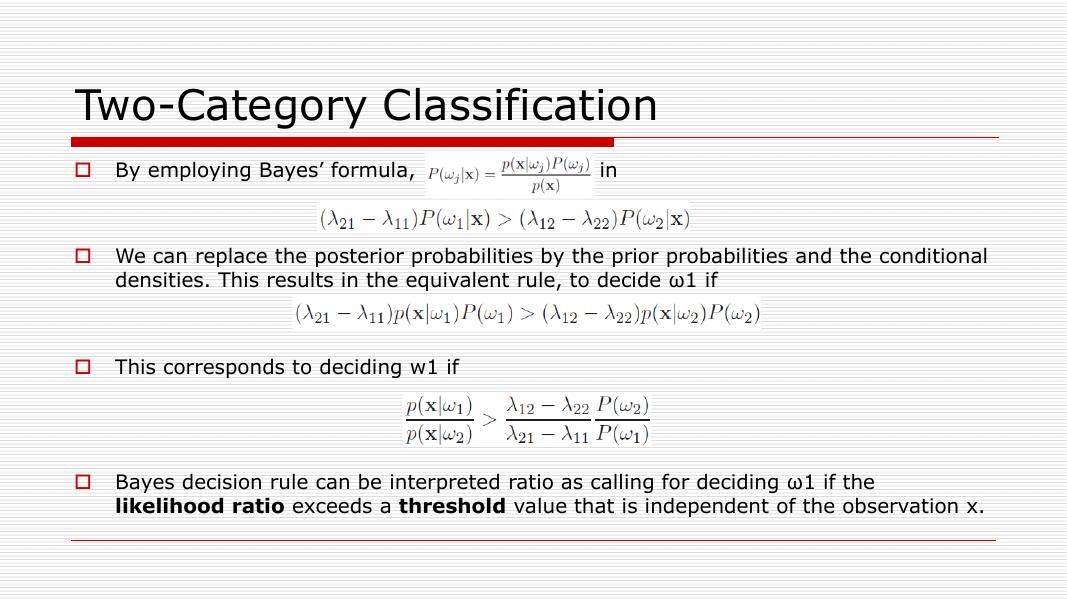 Two-Category Classification
By employing Bayes’ formula, P(ωj|x) = p(x|ωj)P(ωj) / p(x) in
(λ21 − λ11)P(ω1|x) > (λ12 − λ22)P(ω2|x)
We can replace the posterior probabilities by the prior probabilities and the conditional
densities. This results in the equivalent rule, to decide ω1 if
(λ21 − λ11)p(x|ω1)P(ω1) > (λ12 − λ22)p(x|ω2)P(ω2)
This corresponds to deciding w1 if
p(x|ω1) / p(x|ω2) > (λ12 − λ22) / (λ21 − λ11) P(ω2) / P(ω1)
Bayes decision rule can be interpreted ratio as calling for deciding ω1 if the
likelihood ratio exceeds a threshold value that is independent of the observation x.